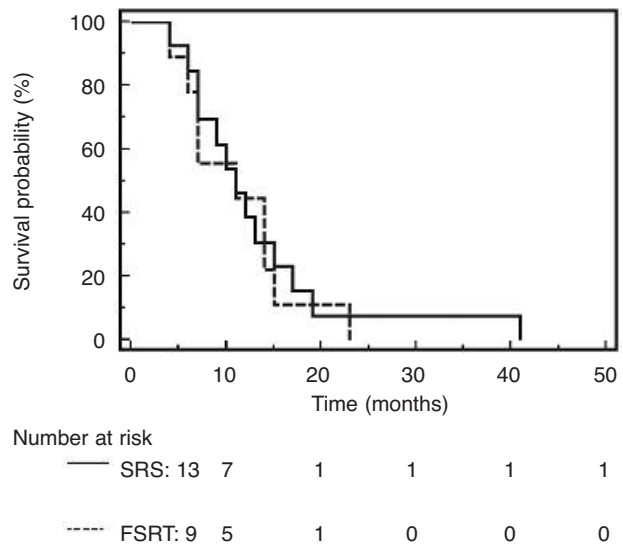 100
80
60
40
20
0
Survival probability (%)
0 10 20 30 40 50
Time (months)
Number at risk
SRS: 13 7 1 1 1 1
FSRT: 9 5 1 0 0 0